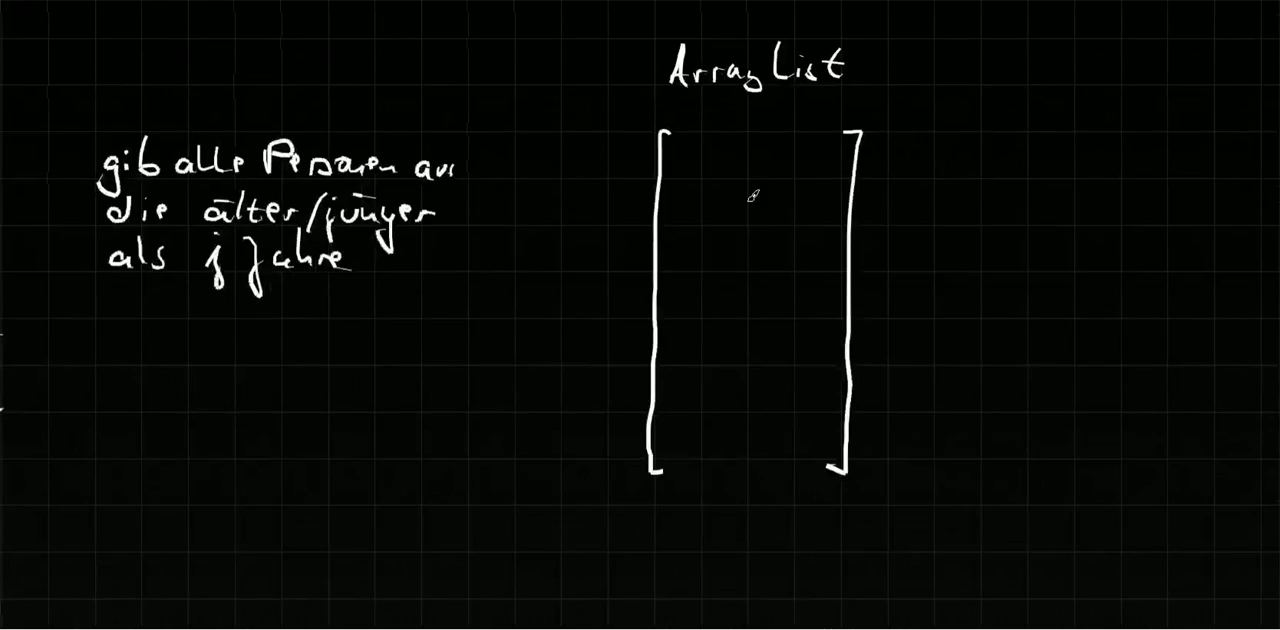 gib alle Personen aus
die älter/jünger
als j Jahre
ArrayList